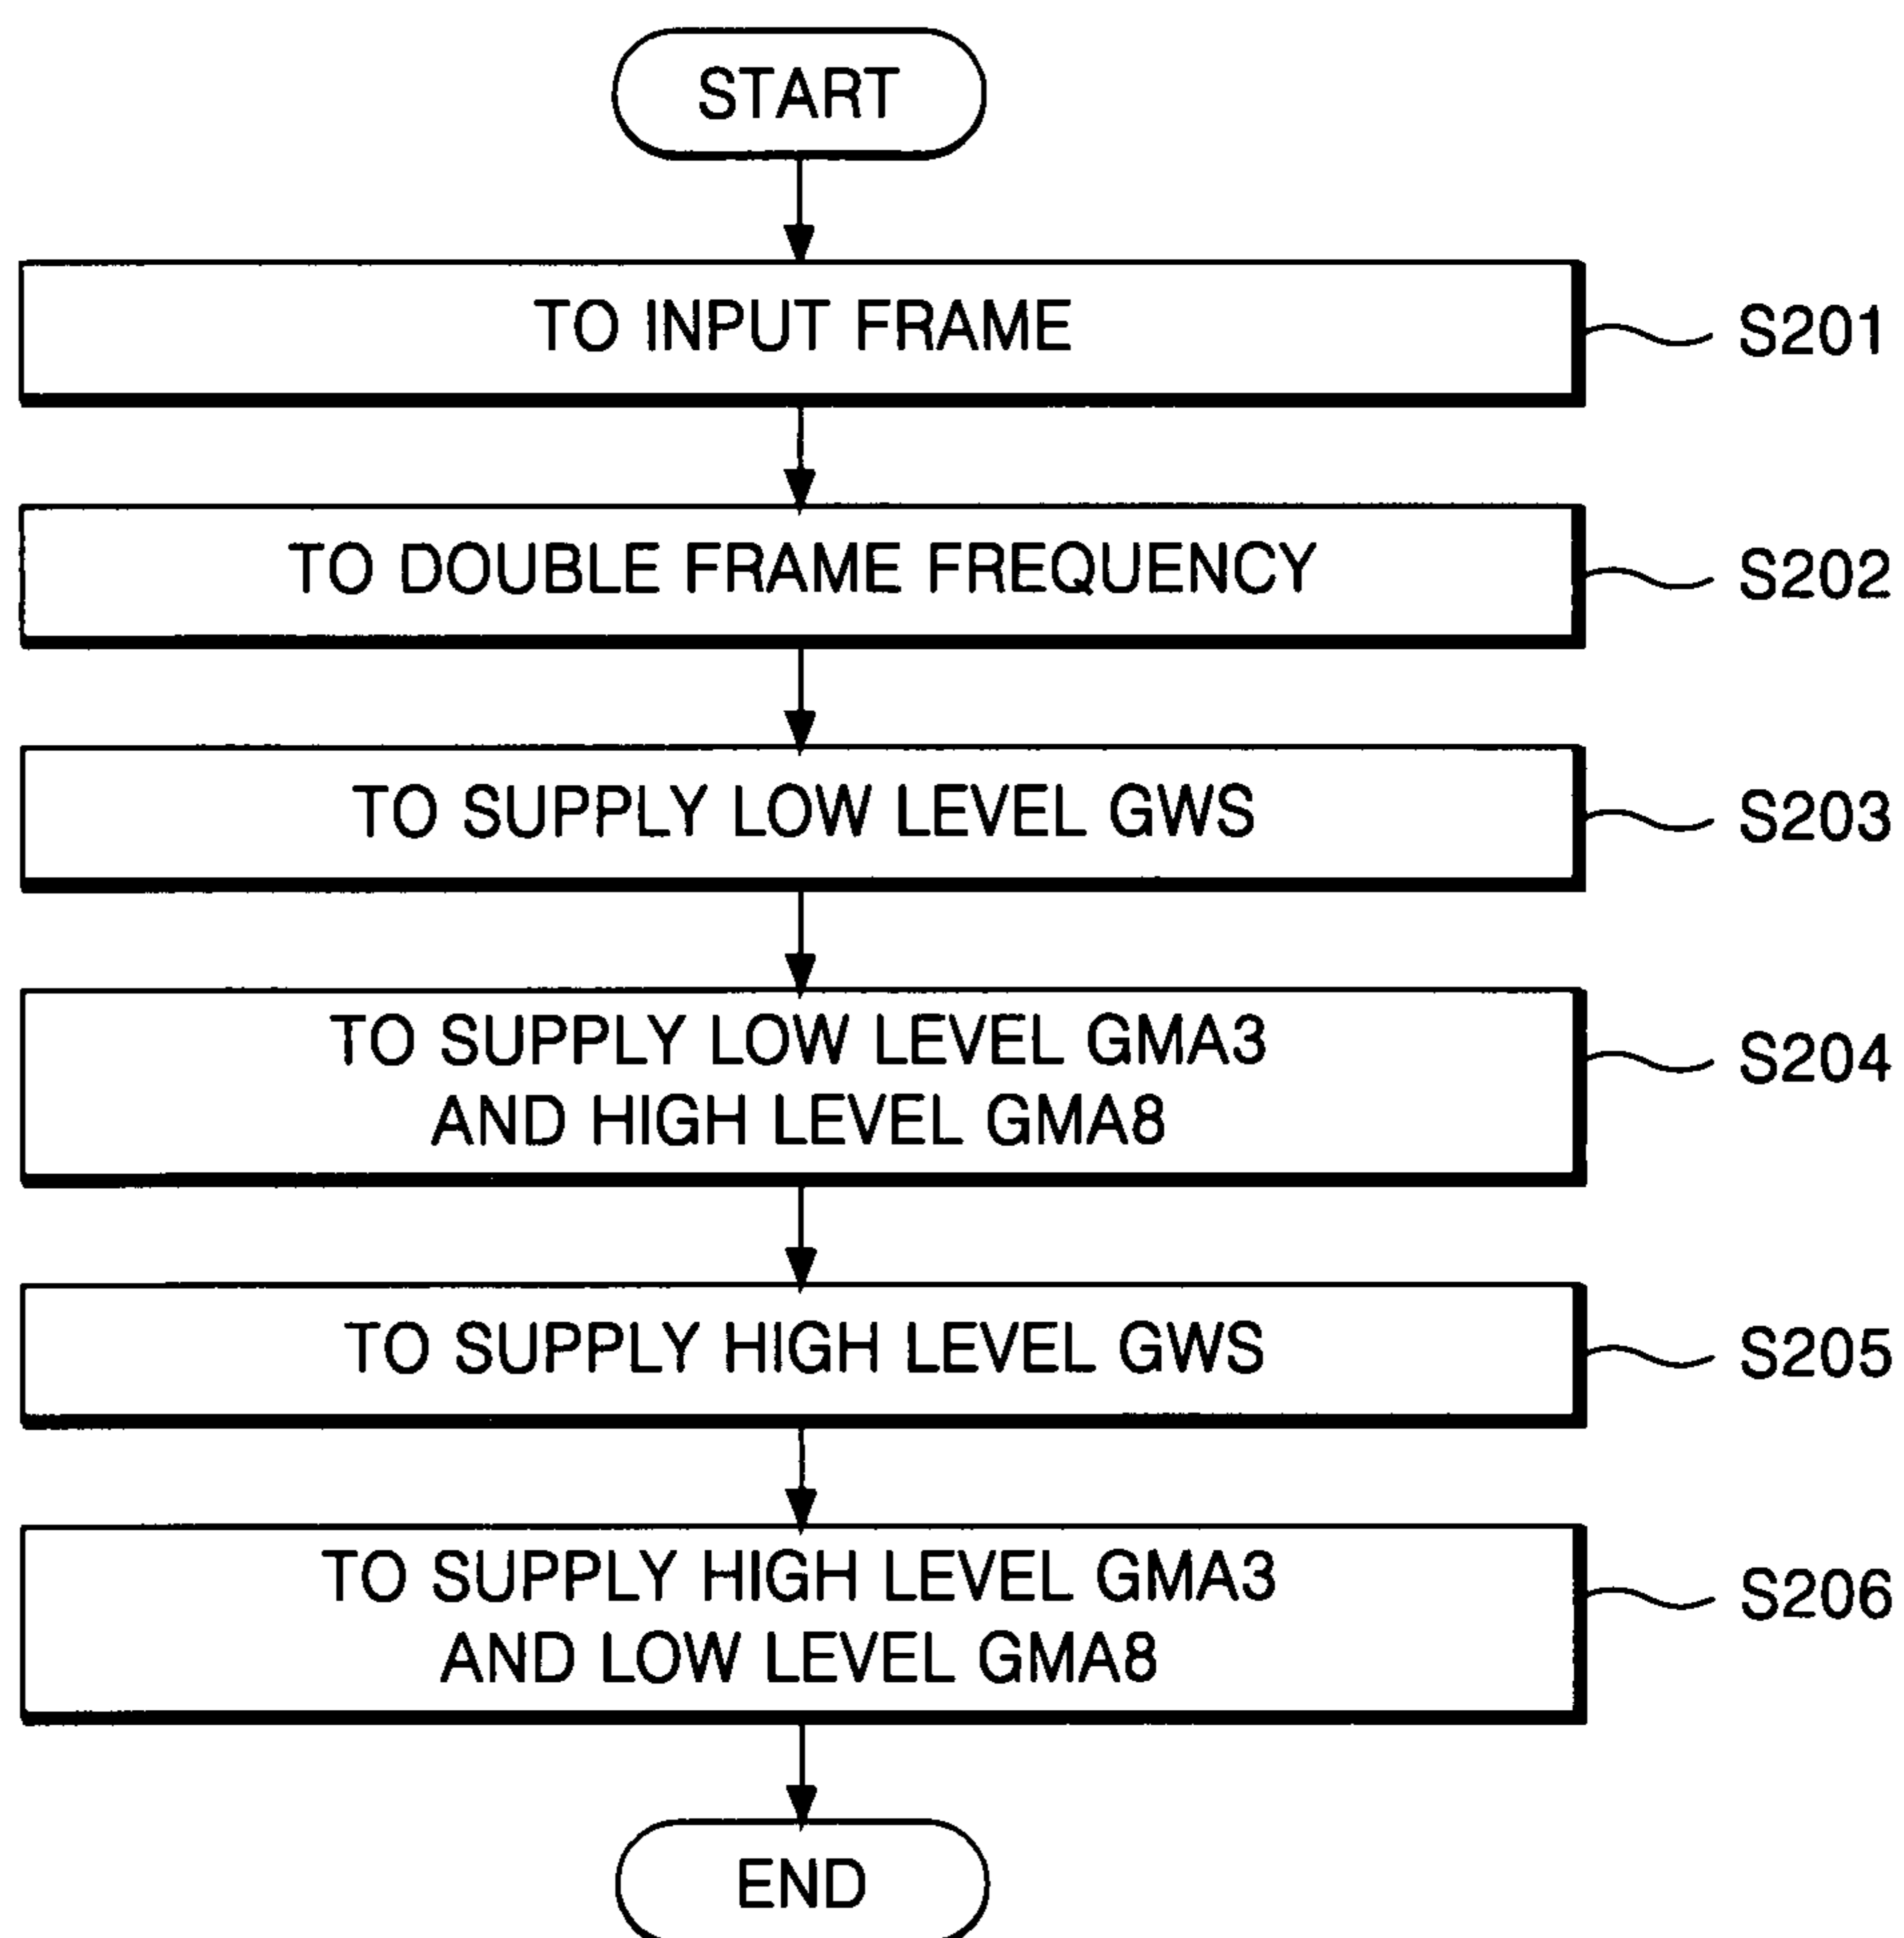 START
TO INPUT FRAME
S201
TO DOUBLE FRAME FREQUENCY
S202
TO SUPPLY LOW LEVEL GWS
S203
TO SUPPLY LOW LEVEL GMA3
AND HIGH LEVEL GMA8
S204
TO SUPPLY HIGH LEVEL GWS
S205
TO SUPPLY HIGH LEVEL GMA3
AND LOW LEVEL GMA8
S206
END